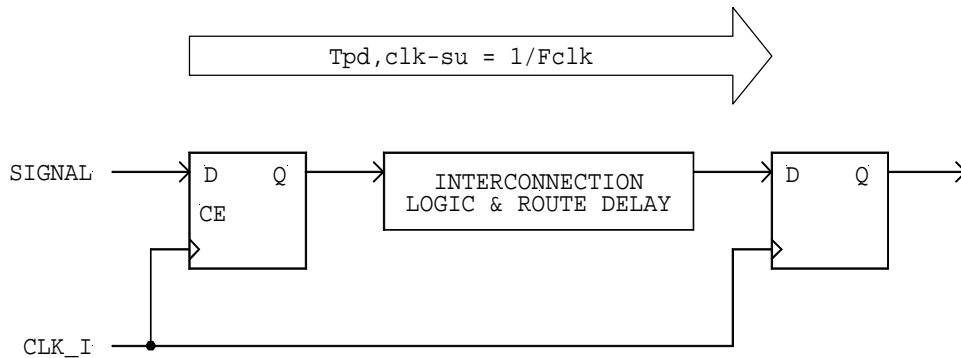 Tpd,clk-su = 1/Fclk
SIGNAL
D
Q
CE
INTERCONNECTION
LOGIC & ROUTE DELAY
D
Q
CLK_I